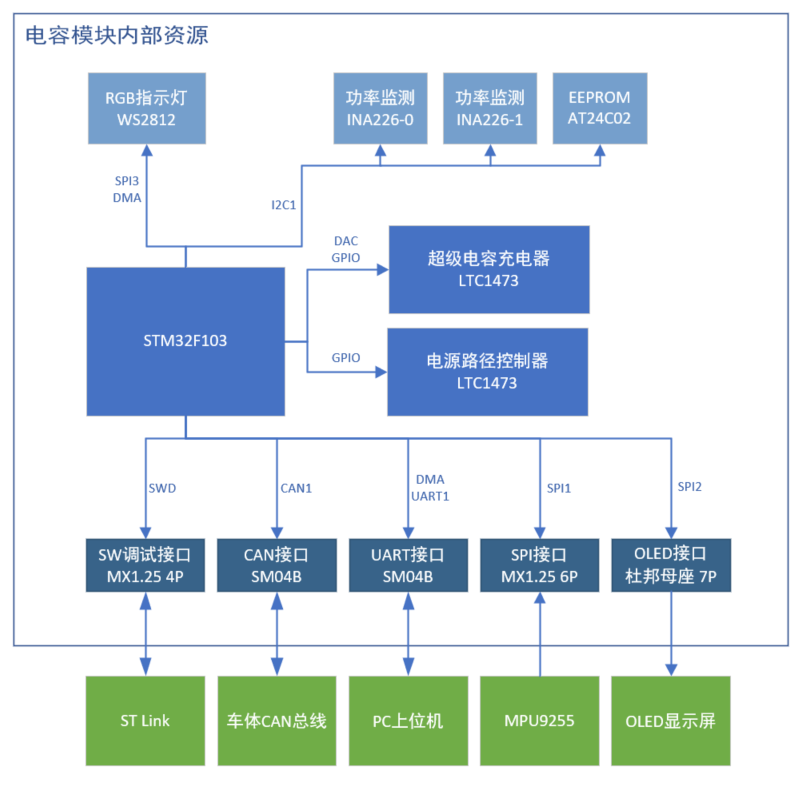 电容模块内部资源
RGB指示灯
WS2812
功率监测
INA226-0
功率监测
INA226-1
EEPROM
AT24C02
SPI3
DMA
I2C1
DAC
GPIO
超级电容充电器
LTC1473
STM32F103
GPIO
电源路径控制器
LTC1473
SWD
CAN1
DMA
UART1
SPI1
SPI2
SW调试接口
MX1.25 4P
CAN接口
SM04B
UART接口
SM04B
SPI接口
MX1.25 6P
OLED接口
杜邦母座 7P
ST Link
车体CAN总线
PC上位机
MPU9255
OLED显示屏